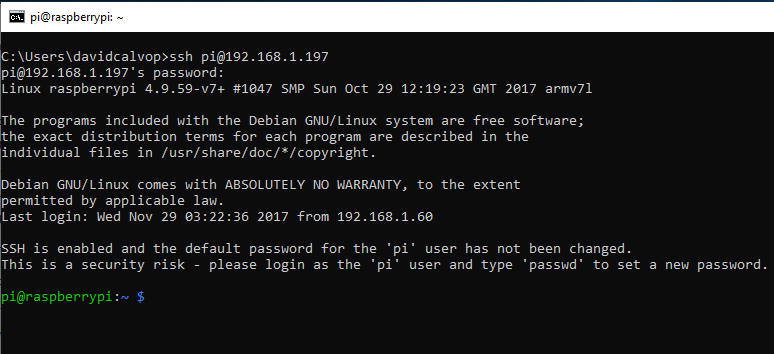 pi@raspberrypi: ~
C:\Users\davidcalvop>ssh pi@192.168.1.197
pi@192.168.1.197's password:
Linux raspberrypi 4.9.59-v7+ #1047 SMP Sun Oct 29 12:19:23 GMT 2017 armv7l
The programs included with the Debian GNU/Linux system are free software;
the exact distribution terms for each program are described in the
individual files in /usr/share/doc/*/copyright.
Debian GNU/Linux comes with ABSOLUTELY NO WARRANTY, to the extent
permitted by applicable law.
Last login: Wed Nov 29 03:22:36 2017 from 192.168.1.60
SSH is enabled and the default password for the 'pi' user has not been changed.
This is a security risk - please login as the 'pi' user and type 'passwd' to set a new password.
pi@raspberrypi:~ $